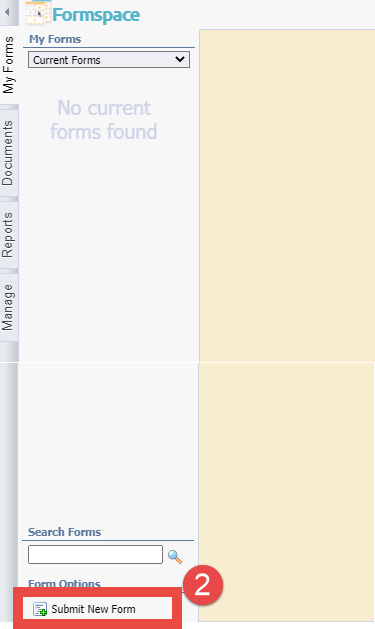 Formspace
My Forms
My Forms
Current Forms
No current
forms found
Documents
Reports
Manage
Search Forms
Form Options
2
Submit New Form